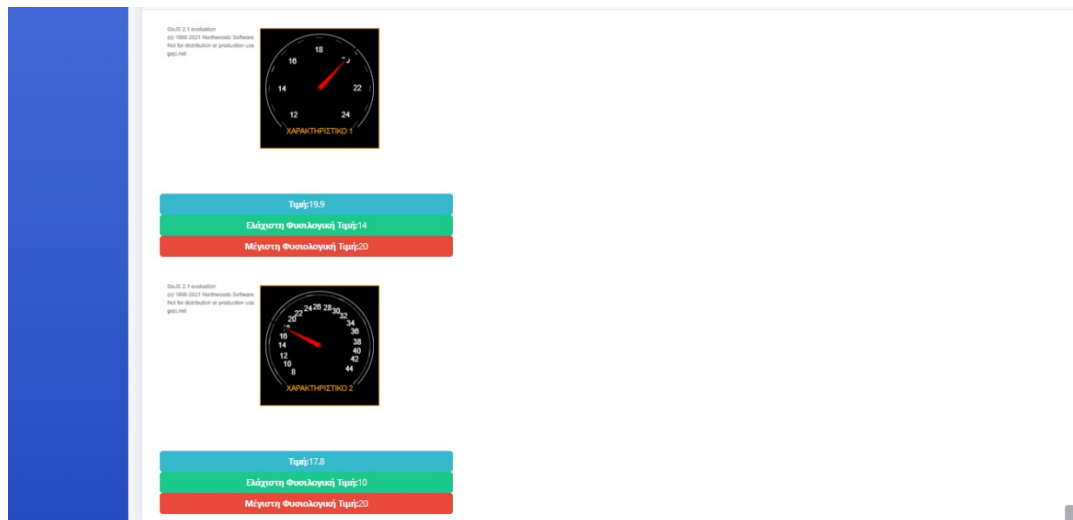 GoJS 2.1 evaluation
(c) 1998-2021 Northwoods Software
Not for distribution or production use
gojs.net
18
16
20
14
22
12
24
ΧΑΡΑΚΤΗΡΙΣΤΙΚΟ 1
Τιμή:19.9
Ελάχιστη Φυσιλογική Τιμή:14
Μέγιστη Φυσιολογική Τιμή:20
GoJS 2.1 evaluation
(c) 1998-2021 Northwoods Software
Not for distribution or production use
gojs.net
24 26 28 30
20 22 32
34
16 36
14 38
12 40
10 42
8 44
ΧΑΡΑΚΤΗΡΙΣΤΙΚΟ 2
Τιμή:17.8
Ελάχιστη Φυσιλογική Τιμή:10
Μέγιστη Φυσιολογική Τιμή:20